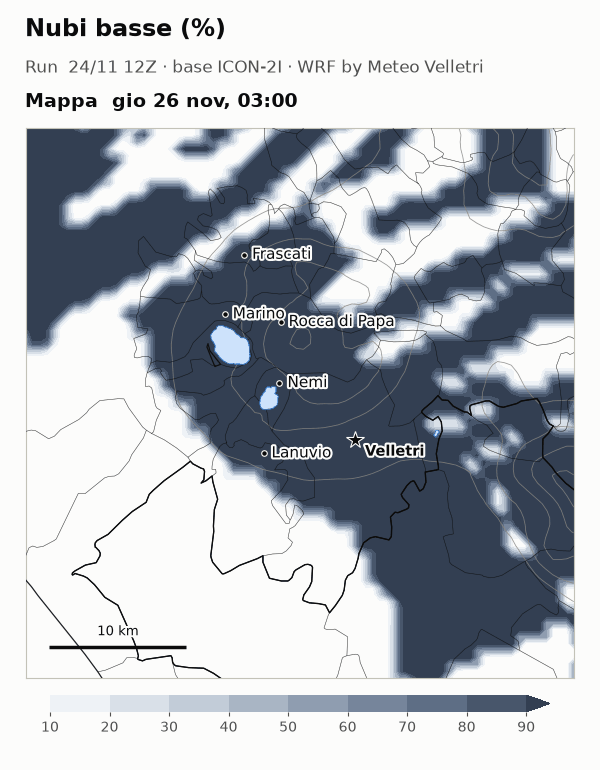 Nubi basse (%)
Run  24/11 12Z · base ICON-2I · WRF by Meteo Velletri
Mappa  gio 26 nov, 03:00
Frascati
Marino
Rocca di Papa
Nemi
Velletri
Lanuvio
10 km
10 20 30 40 50 60 70 80 90